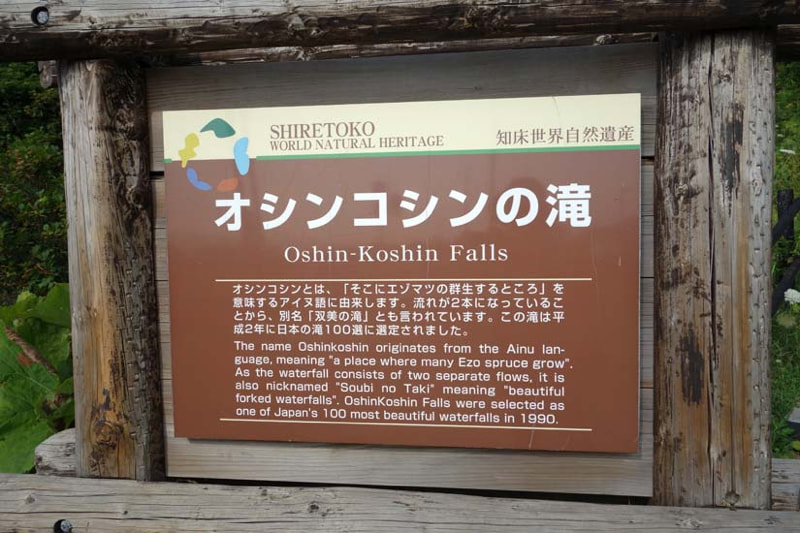 SHIRETOKO
WORLD NATURAL HERITAGE
知床世界自然遺産
オシンコシンの滝
Oshin-Koshin Falls
オシンコシンとは、「そこにエゾマツの群生するところ」を
意味するアイヌ語に由来します。流れが2本になっているこ
とから、別名「双美の滝」とも言われています。この滝は平
成2年に日本の滝100選に選定されました。
The name Oshinkoshin originates from the Ainu lan-
guage, meaning "a place where many Ezo spruce grow".
As the waterfall consists of two separate flows, it is
also nicknamed "Soubi no Taki" meaning "beautiful
forked waterfalls". OshinKoshin Falls were selected as
one of Japan's 100 most beautiful waterfalls in 1990.